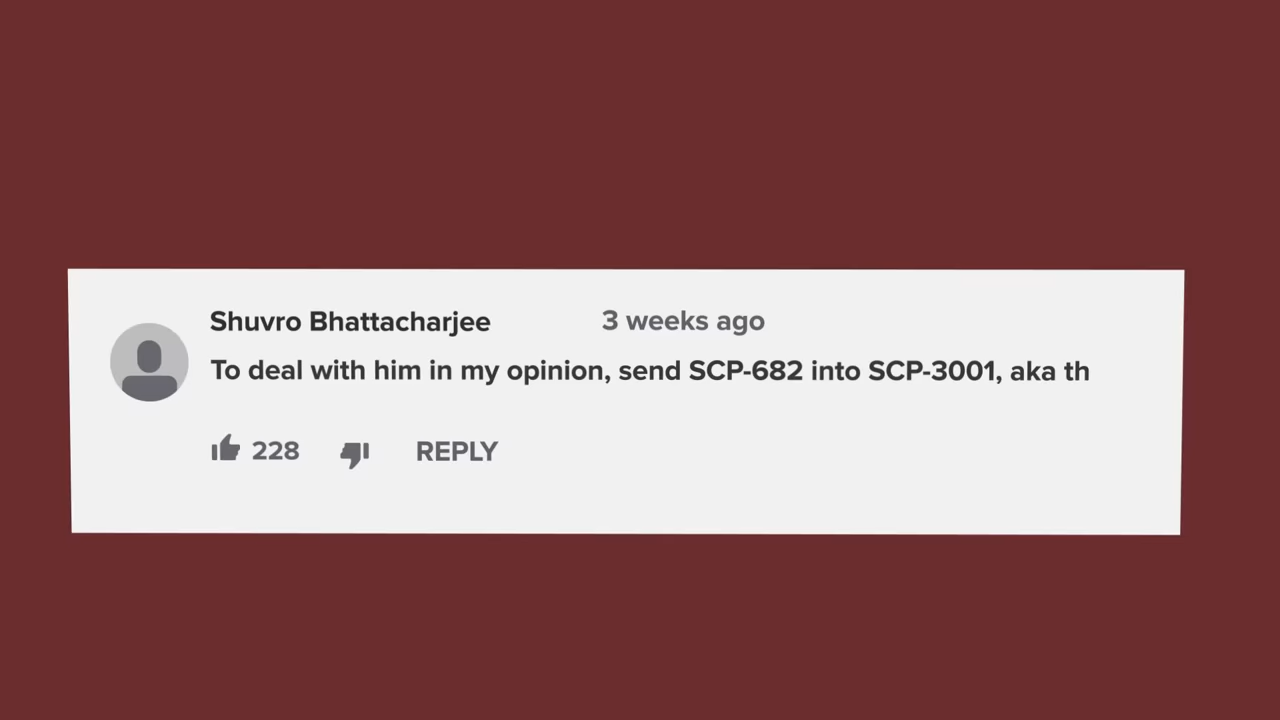 Shuvro Bhattacharjee 3 weeks ago
To deal with him in my opinion, send SCP-682 into SCP-3001, aka th
228 REPLY